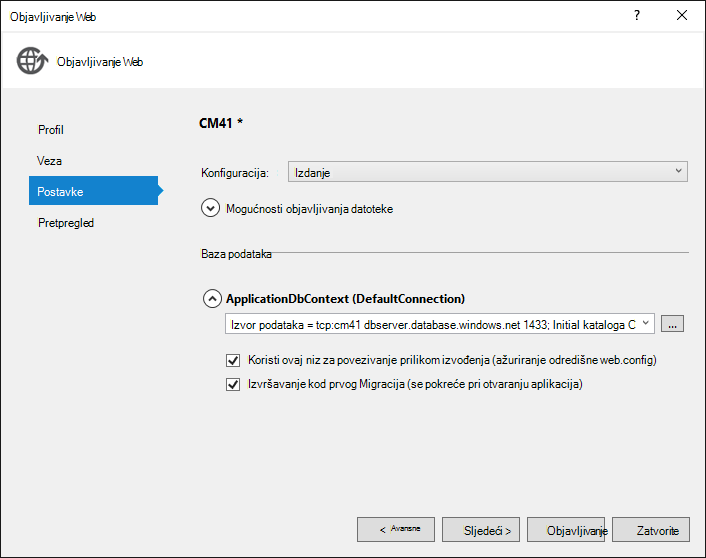 Objavljivanje Web
?
Objavljivanje Web
Profil
Veza
Postavke
Pretpregled
CM41 *
Konfiguracija:
Izdanje
Mogućnosti objavljivanja datoteke
Baza podataka
ApplicationDbContext (DefaultConnection)
Izvor podataka = tcp:cm41 dbserver.database.windows.net 1433; Initial kataloga C
...
Koristi ovaj niz za povezivanje prilikom izvođenja (ažuriranje odredišne web.config)
Izvršavanje kod prvog Migracija (se pokreće pri otvaranju aplikacija)
< Avansne
Sljedeći >
Objavljivanje
Zatvorite